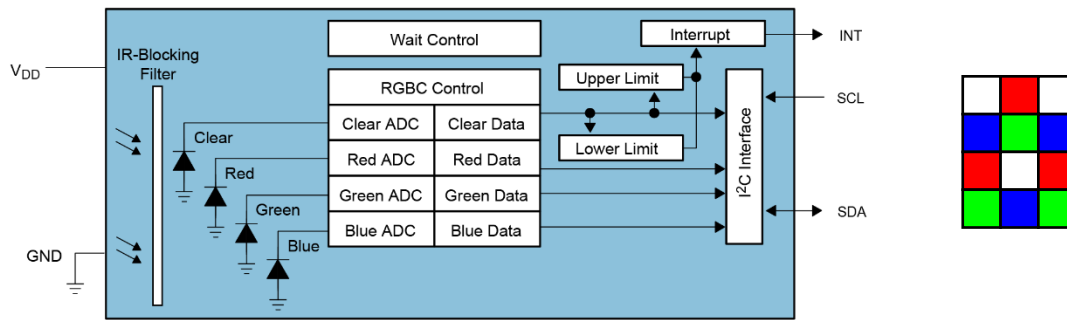 Wait Control
Interrupt
INT
IR-Blocking
Filter
VDD
Upper Limit
RGBC Control
SCL
Clear ADC
Clear Data
Clear
Lower Limit
Red ADC
Red Data
Red
I²C Interface
Green ADC
Green Data
Green
SDA
Blue ADC
Blue Data
Blue
GND